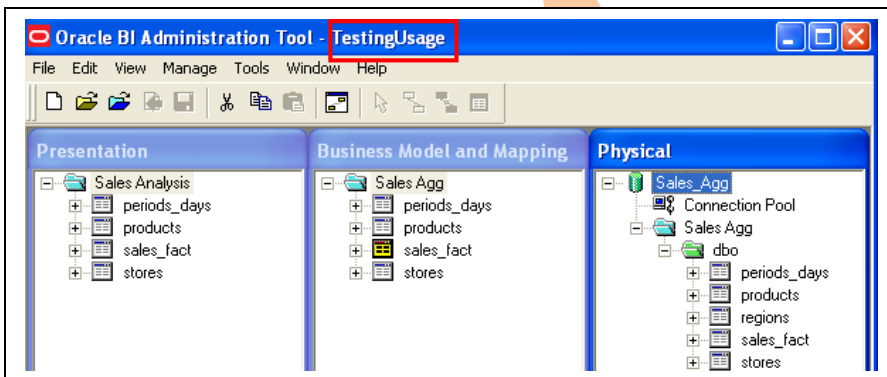 Oracle BI Administration Tool - TestingUsage
File Edit View Manage Tools Window Help
Presentation
Sales Analysis
periods_days
products
sales_fact
stores
Business Model and Mapping
Sales Agg
periods_days
products
sales_fact
stores
Physical
Sales_Agg
Connection Pool
Sales Agg
dbo
periods_days
products
regions
sales_fact
stores